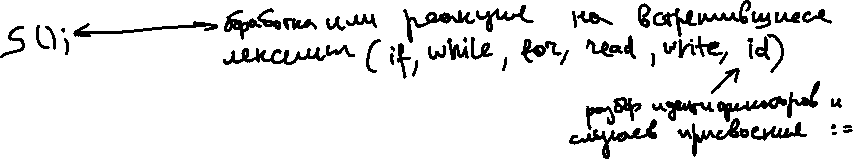 S(); обработка или реакция на встретившиеся
лексемы (if, while, for, read, write, id)
разбор идентификаторов и
случаев присвоения :=